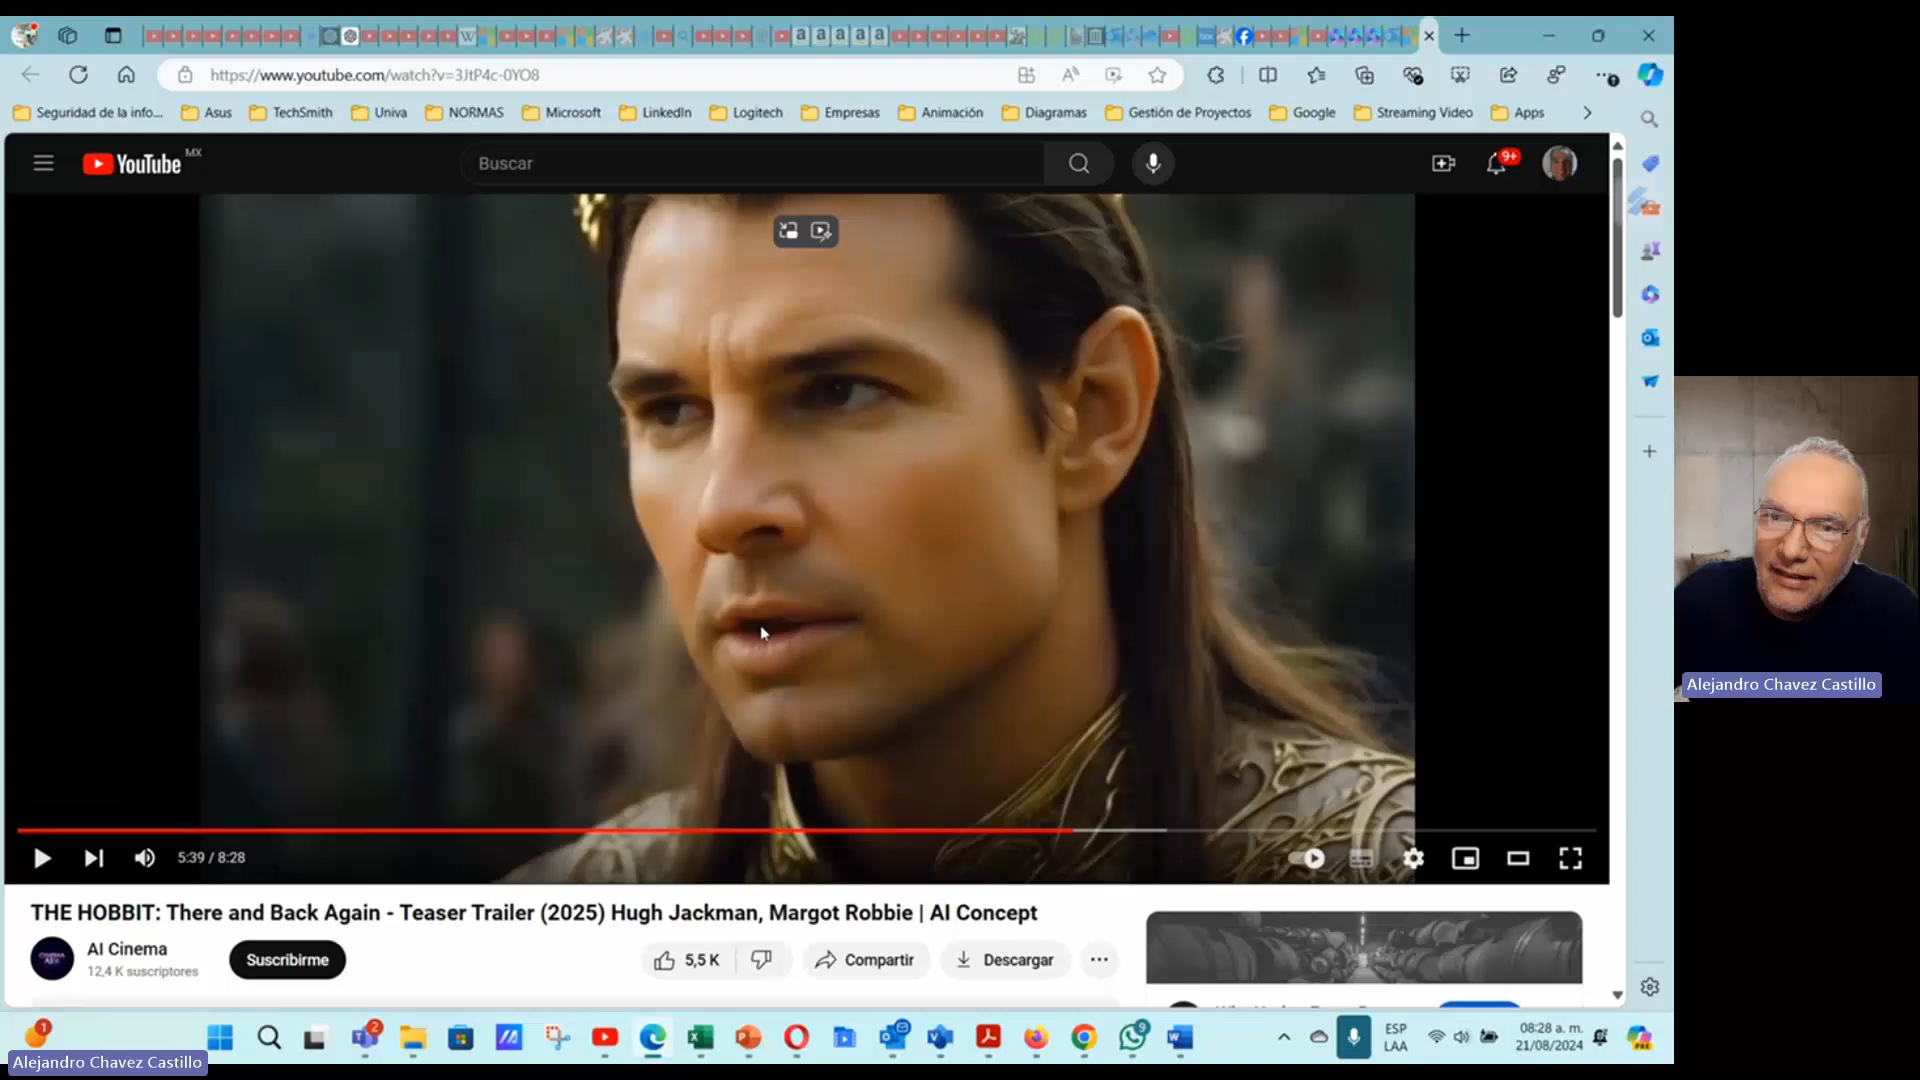 https://www.youtube.com/watch?v=3JtP4c-0YO8
Seguridad de la info...
Asus
TechSmith
Univa
NORMAS
Microsoft
LinkedIn
Logitech
Empresas
Animación
Diagramas
Gestión de Proyectos
Google
Streaming Video
Apps
YouTube MX
Buscar
9+
5:39 / 8:28
THE HOBBIT: There and Back Again - Teaser Trailer (2025) Hugh Jackman, Margot Robbie | AI Concept
AI Cinema
12,4 K suscriptores
Suscribirme
5,5 K
Compartir
Descargar
Alejandro Chavez Castillo
1
2
9
ESP
LAA
08:28 a. m.
21/08/2024
Alejandro Chavez Castillo